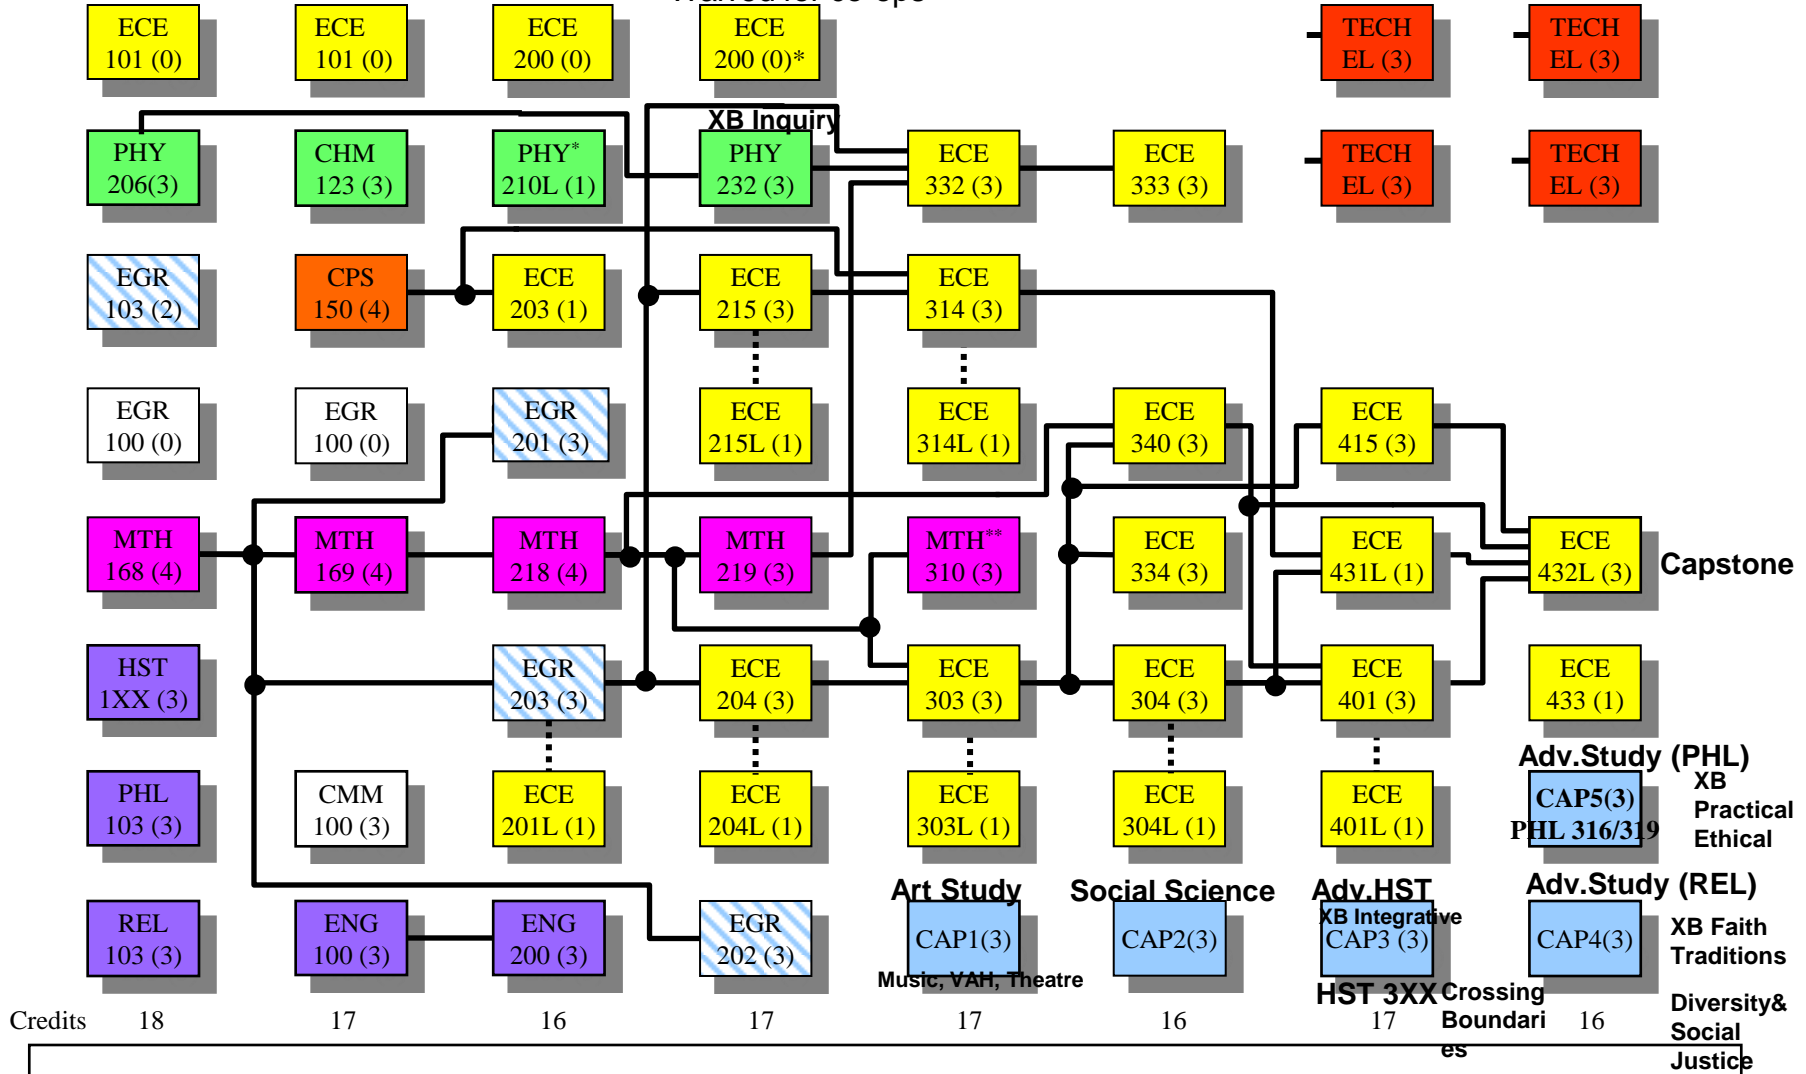 ECE
101 (0)
ECE
101 (0)
ECE
200 (0)
ECE
200 (0)*
TECH
EL (3)
TECH
EL (3)
XB Inquiry
PHY
206(3)
CHM
123 (3)
PHY*
210L (1)
PHY
232 (3)
ECE
332 (3)
ECE
333 (3)
TECH
EL (3)
TECH
EL (3)
EGR
103 (2)
CPS
150 (4)
ECE
203 (1)
ECE
215 (3)
ECE
314 (3)
EGR
100 (0)
EGR
100 (0)
EGR
201 (3)
ECE
215L (1)
ECE
314L (1)
ECE
340 (3)
ECE
415 (3)
MTH
168 (4)
MTH
169 (4)
MTH
218 (4)
MTH
219 (3)
MTH**
310 (3)
ECE
334 (3)
ECE
431L (1)
ECE
432L (3)
Capstone
HST
1XX (3)
EGR
203 (3)
ECE
204 (3)
ECE
303 (3)
ECE
304 (3)
ECE
401 (3)
ECE
433 (1)
PHL
103 (3)
CMM
100 (3)
ECE
201L (1)
ECE
204L (1)
ECE
303L (1)
ECE
304L (1)
ECE
401L (1)
Adv.Study (PHL)
CAP5(3)
PHL 316/319
XB
Practical
Ethical
REL
103 (3)
ENG
100 (3)
ENG
200 (3)
EGR
202 (3)
Art Study
CAP1(3)
Music, VAH, Theatre
Social Science
CAP2(3)
Adv.HST
XB Integrative
CAP3 (3)
HST 3XX
Crossing
Boundari
es
Adv.Study (REL)
CAP4(3)
XB Faith
Traditions
Diversity&
Social
Justice
Credits 18 17 16 17 17 16 17 16